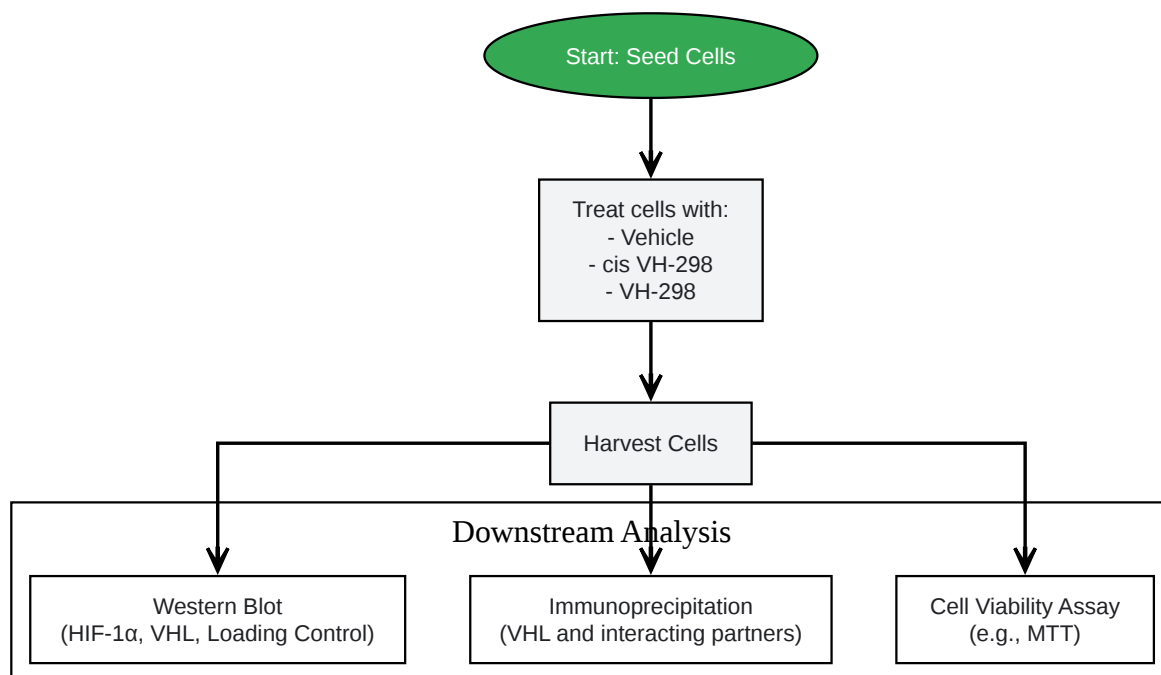 Start: Seed Cells
Treat cells with:
- Vehicle
- cis VH-298
- VH-298
Harvest Cells
Downstream Analysis
Western Blot
(HIF-1α, VHL, Loading Control)
Immunoprecipitation
(VHL and interacting partners)
Cell Viability Assay
(e.g., MTT)